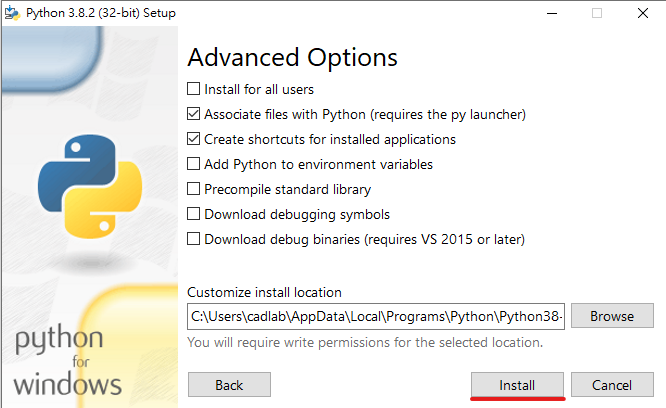 Python 3.8.2 (32-bit) Setup
Advanced Options
Install for all users
Associate files with Python (requires the py launcher)
Create shortcuts for installed applications
Add Python to environment variables
Precompile standard library
Download debugging symbols
Download debug binaries (requires VS 2015 or later)
Customize install location
C:\Users\cadlab\AppData\Local\Programs\Python\Python38-
Browse
You will require write permissions for the selected location.
python
for
windows
Back
Install
Cancel